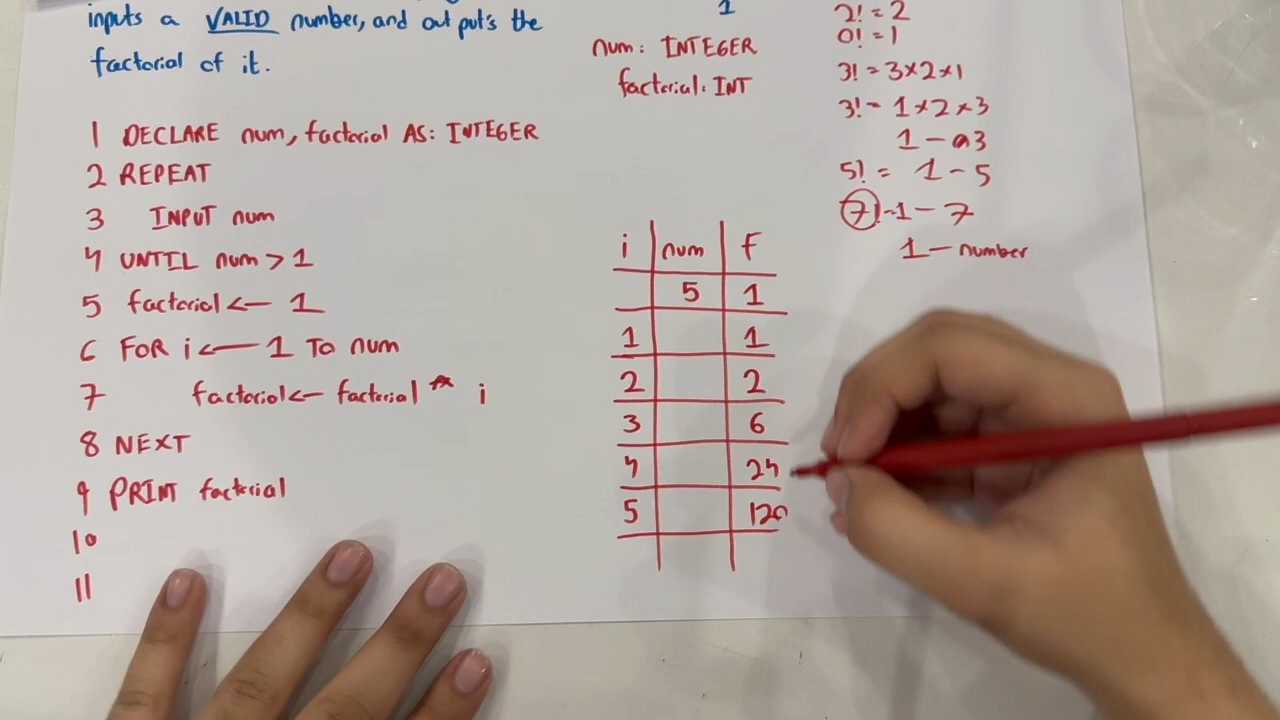 inputs a VALID number, and out put's the
factorial of it.
1 DECLARE num, factorial AS: INTEGER
2 REPEAT
3 INPUT num
4 UNTIL num > 1
5 factorial <— 1
6 FOR i <— 1 TO num
7 factorial <— factorial * i
8 NEXT
9 PRINT factorial
10
11
1
num: INTEGER
factorial: INT
i num f
5 1
1 1
2 2
3 6
4 24
5 120
2! = 2
0! = 1
3! = 3×2×1
3! = 1×2×3
1 – 3
5! = 1 – 5
7! - 1 – 7
1 — number